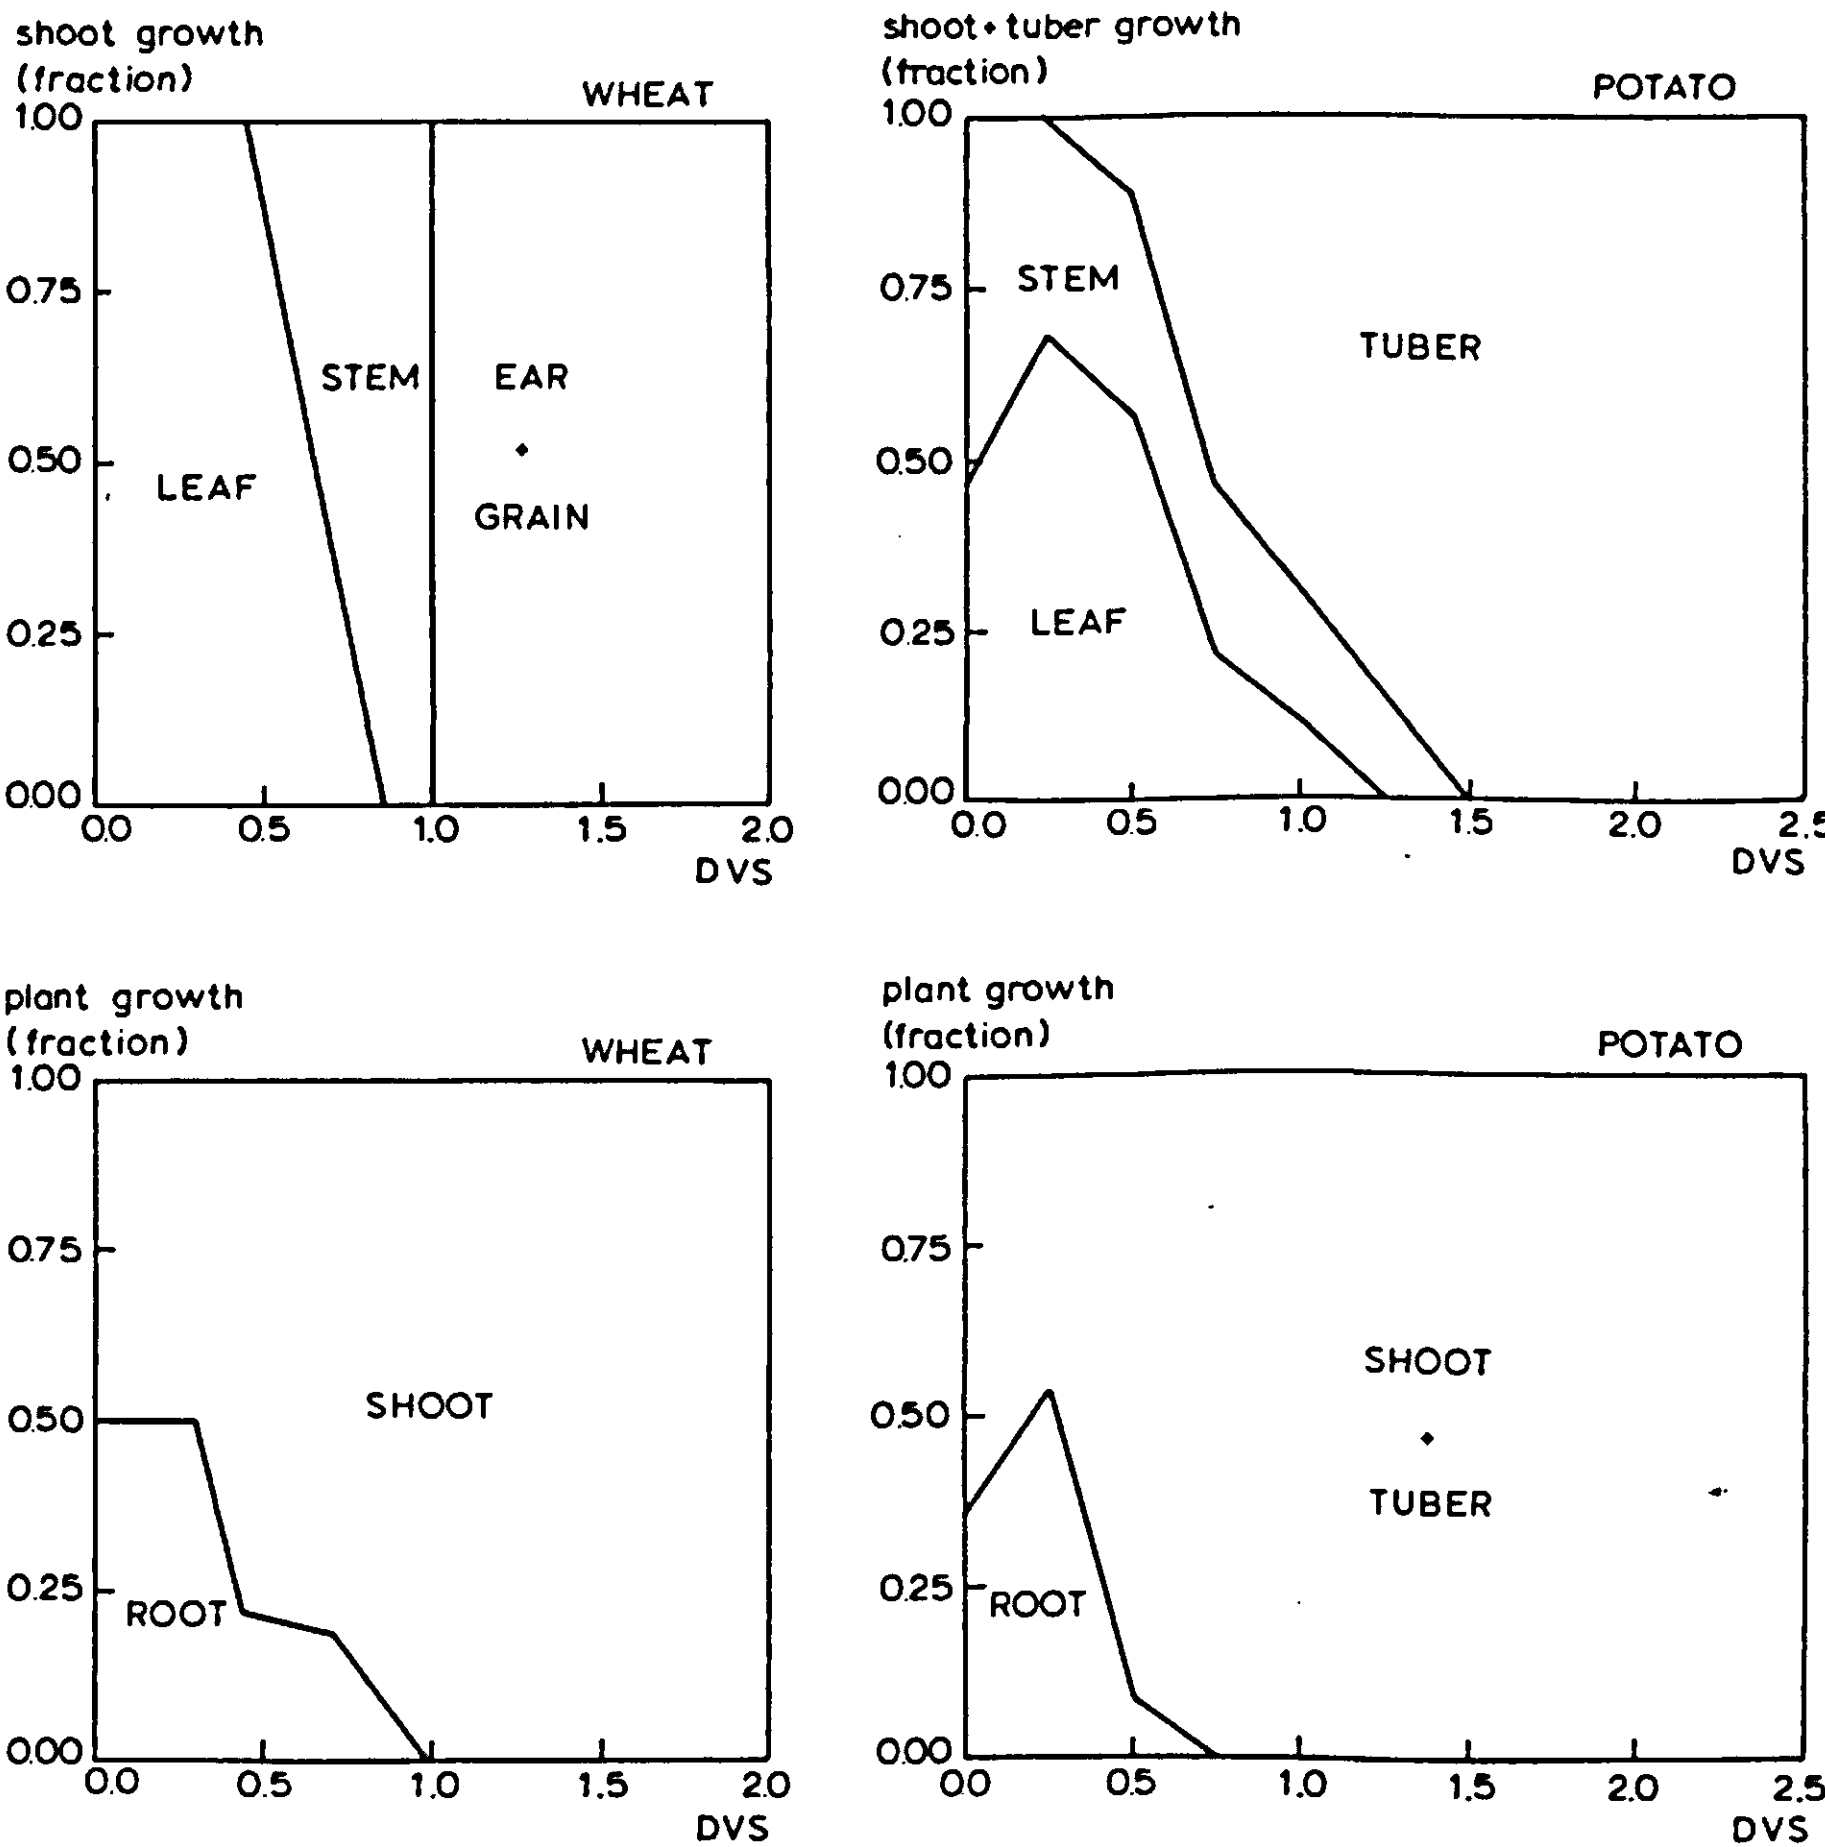 shoot growth
(fraction)
WHEAT
1.00
0.75
0.50
0.25
0.00
STEM
EAR
+
GRAIN
LEAF
0.0 0.5 1.0 1.5 2.0
DVS
shoot+tuber growth
(fraction)
POTATO
1.00
0.75
0.50
0.25
0.00
STEM
TUBER
LEAF
0.0 0.5 1.0 1.5 2.0 2.5
DVS
plant growth
(fraction)
WHEAT
1.00
0.75
0.50
0.25
0.00
SHOOT
ROOT
0.0 0.5 1.0 1.5 2.0
DVS
plant growth
(fraction)
POTATO
1.00
0.75
0.50
0.25
0.00
SHOOT
+
TUBER
ROOT
0.0 0.5 1.0 1.5 2.0 2.5
DVS